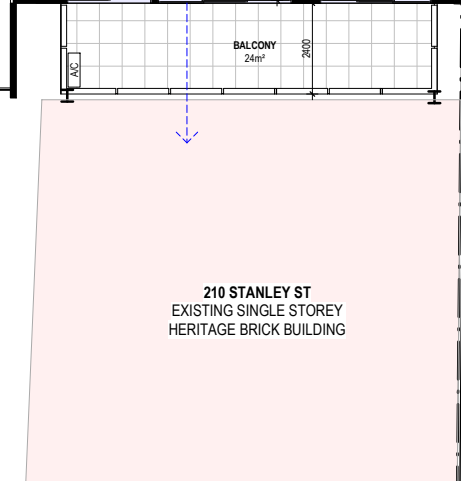 BALCONY
24m²
2400
A/C
210 STANLEY ST
EXISTING SINGLE STOREY
HERITAGE BRICK BUILDING